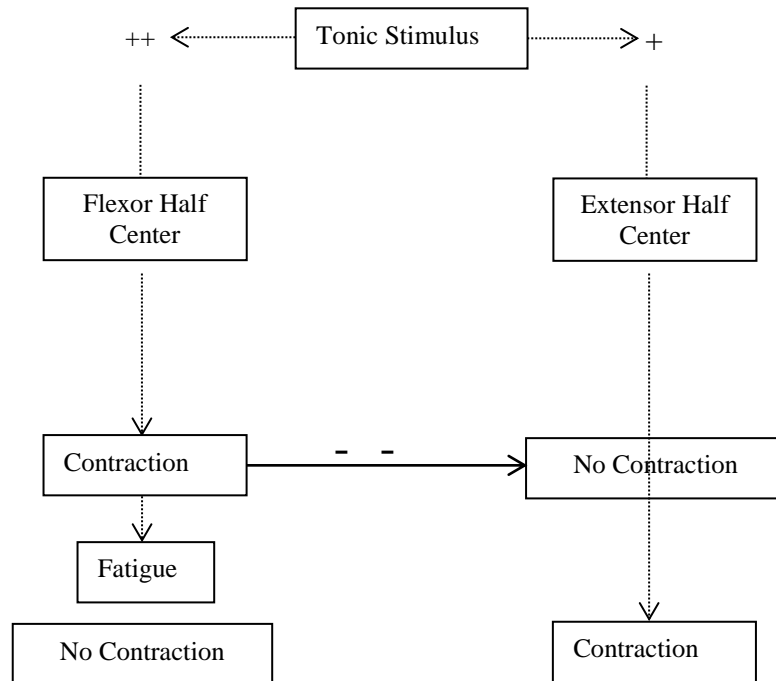 ++ Tonic Stimulus +
Flexor Half
Center
Extensor Half
Center
- -
Contraction
No Contraction
Fatigue
No Contraction
Contraction